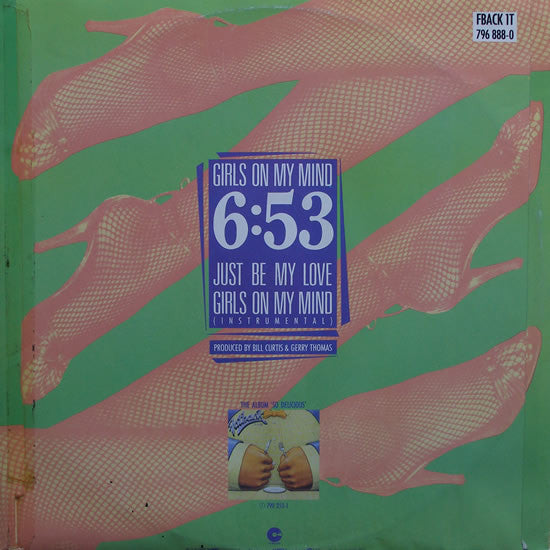 FBACK 1T
796 888-0
GIRLS ON MY MIND
6:53
JUST BE MY LOVE
GIRLS ON MY MIND
(INSTRUMENTAL)
PRODUCED BY BILL CURTIS & GERRY THOMAS
THE ALBUM 'SO DELICIOUS'